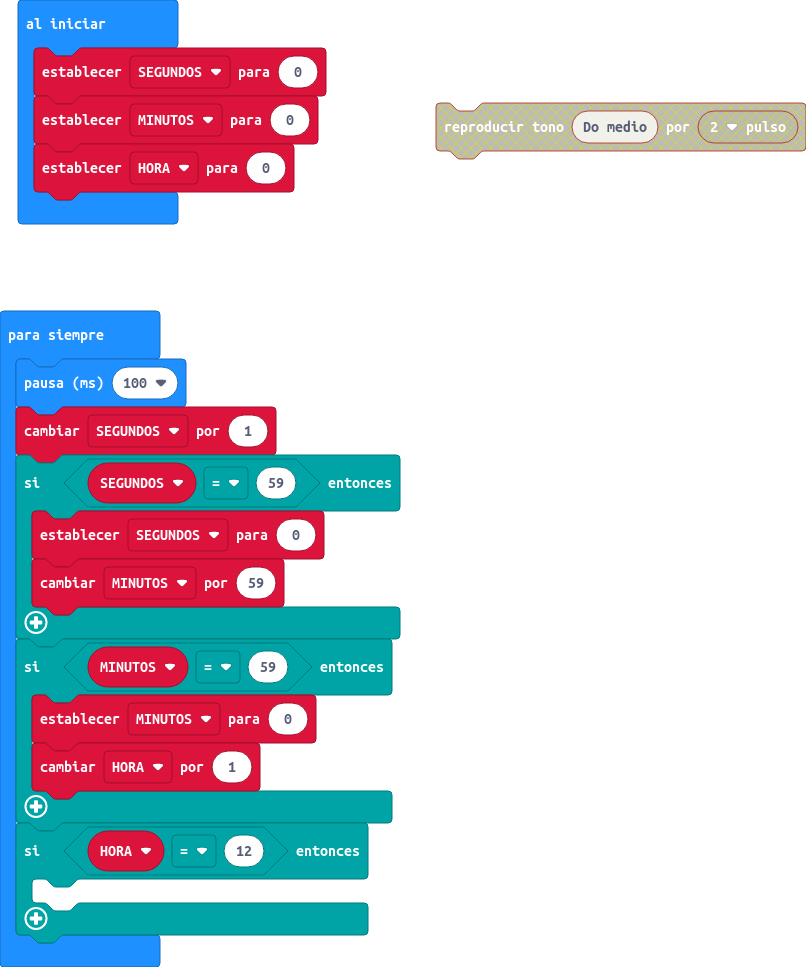 al iniciar
establecer SEGUNDOS para 0
establecer MINUTOS para 0
establecer HORA para 0
reproducir tono Do medio por 2 pulso
para siempre
pausa (ms) 100
cambiar SEGUNDOS por 1
si SEGUNDOS = 59 entonces
establecer SEGUNDOS para 0
cambiar MINUTOS por 59
si MINUTOS = 59 entonces
establecer MINUTOS para 0
cambiar HORA por 1
si HORA = 12 entonces